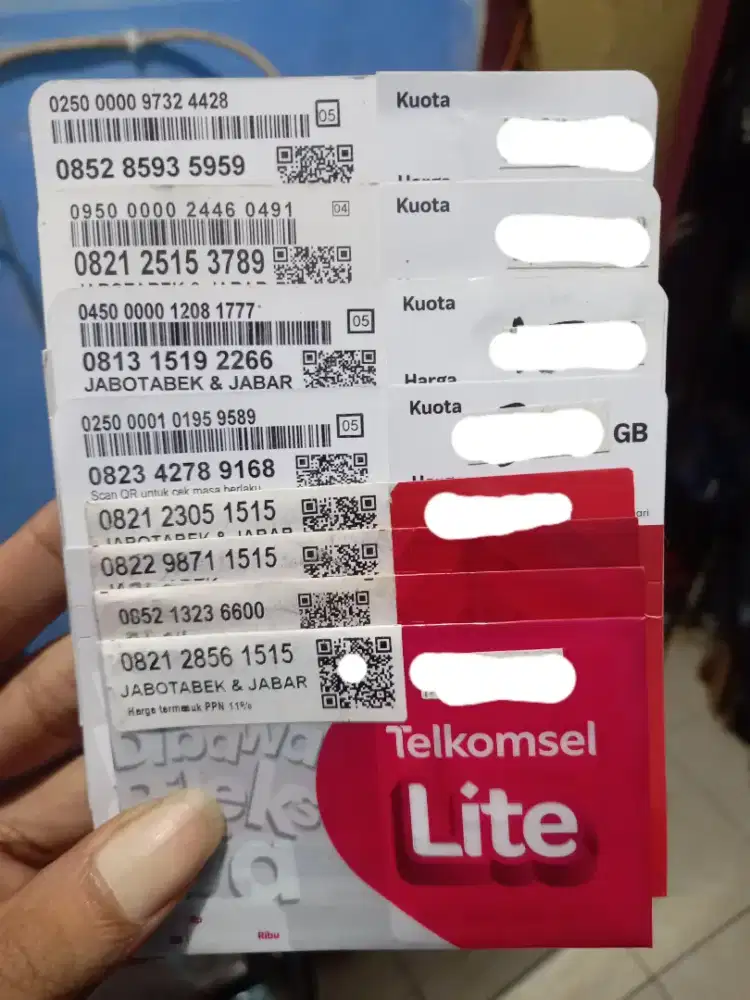 0250 0000 9732 4428
05
Kuota
0852 8593 5959
Harga
0950 0000 2446 0491
04
Kuota
0821 2515 3789
JABOTABEK & JABAR
0450 0000 1208 1777
05
Kuota
0813 1519 2266
JABOTABEK & JABAR
Harga
0250 0001 0195 9589
05
Kuota
GB
0823 4278 9168
Scan QR untuk cek masa berlaku
0821 2305 1515
JABOTABEK & JABAR
0822 9871 1515
0852 1323 6600
0821 2856 1515
JABOTABEK & JABAR
Harga termasuk PPN 11%
Telkomsel
Lite
Ribu